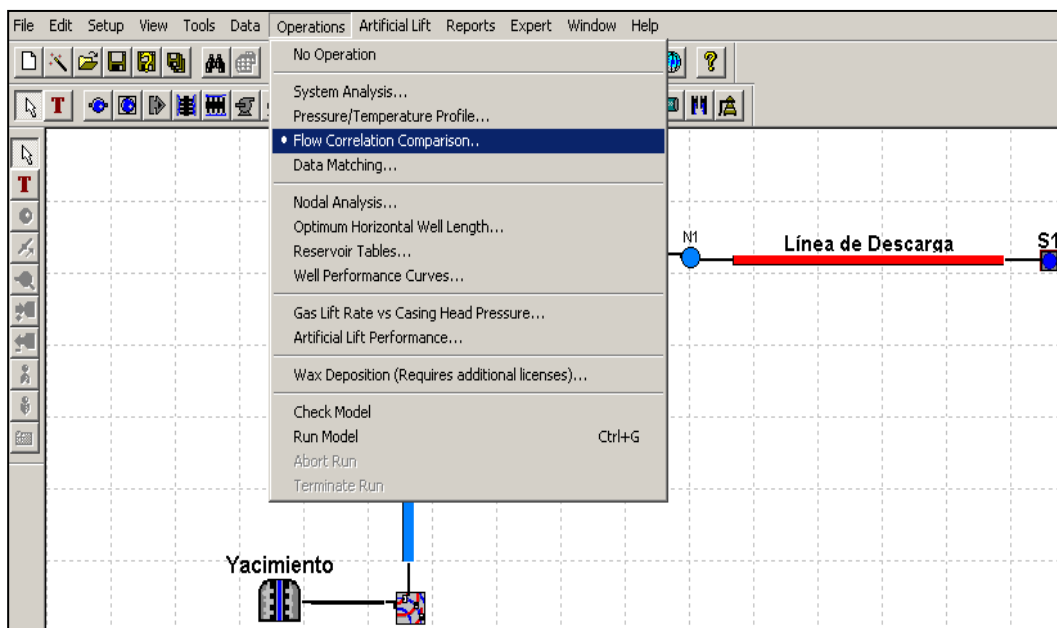 File Edit Setup View Tools Data Operations Artificial Lift Reports Expert Window Help
No Operation
T
System Analysis...
Pressure/Temperature Profile...
Flow Correlation Comparison..
Data Matching...
T
Nodal Analysis...
Optimum Horizontal Well Length...
Reservoir Tables...
Well Performance Curves...
N1
Línea de Descarga
S1
Gas Lift Rate vs Casing Head Pressure...
Artificial Lift Performance...
Wax Deposition (Requires additional licenses)...
Check Model
Run Model Ctrl+G
Abort Run
Terminate Run
Yacimiento